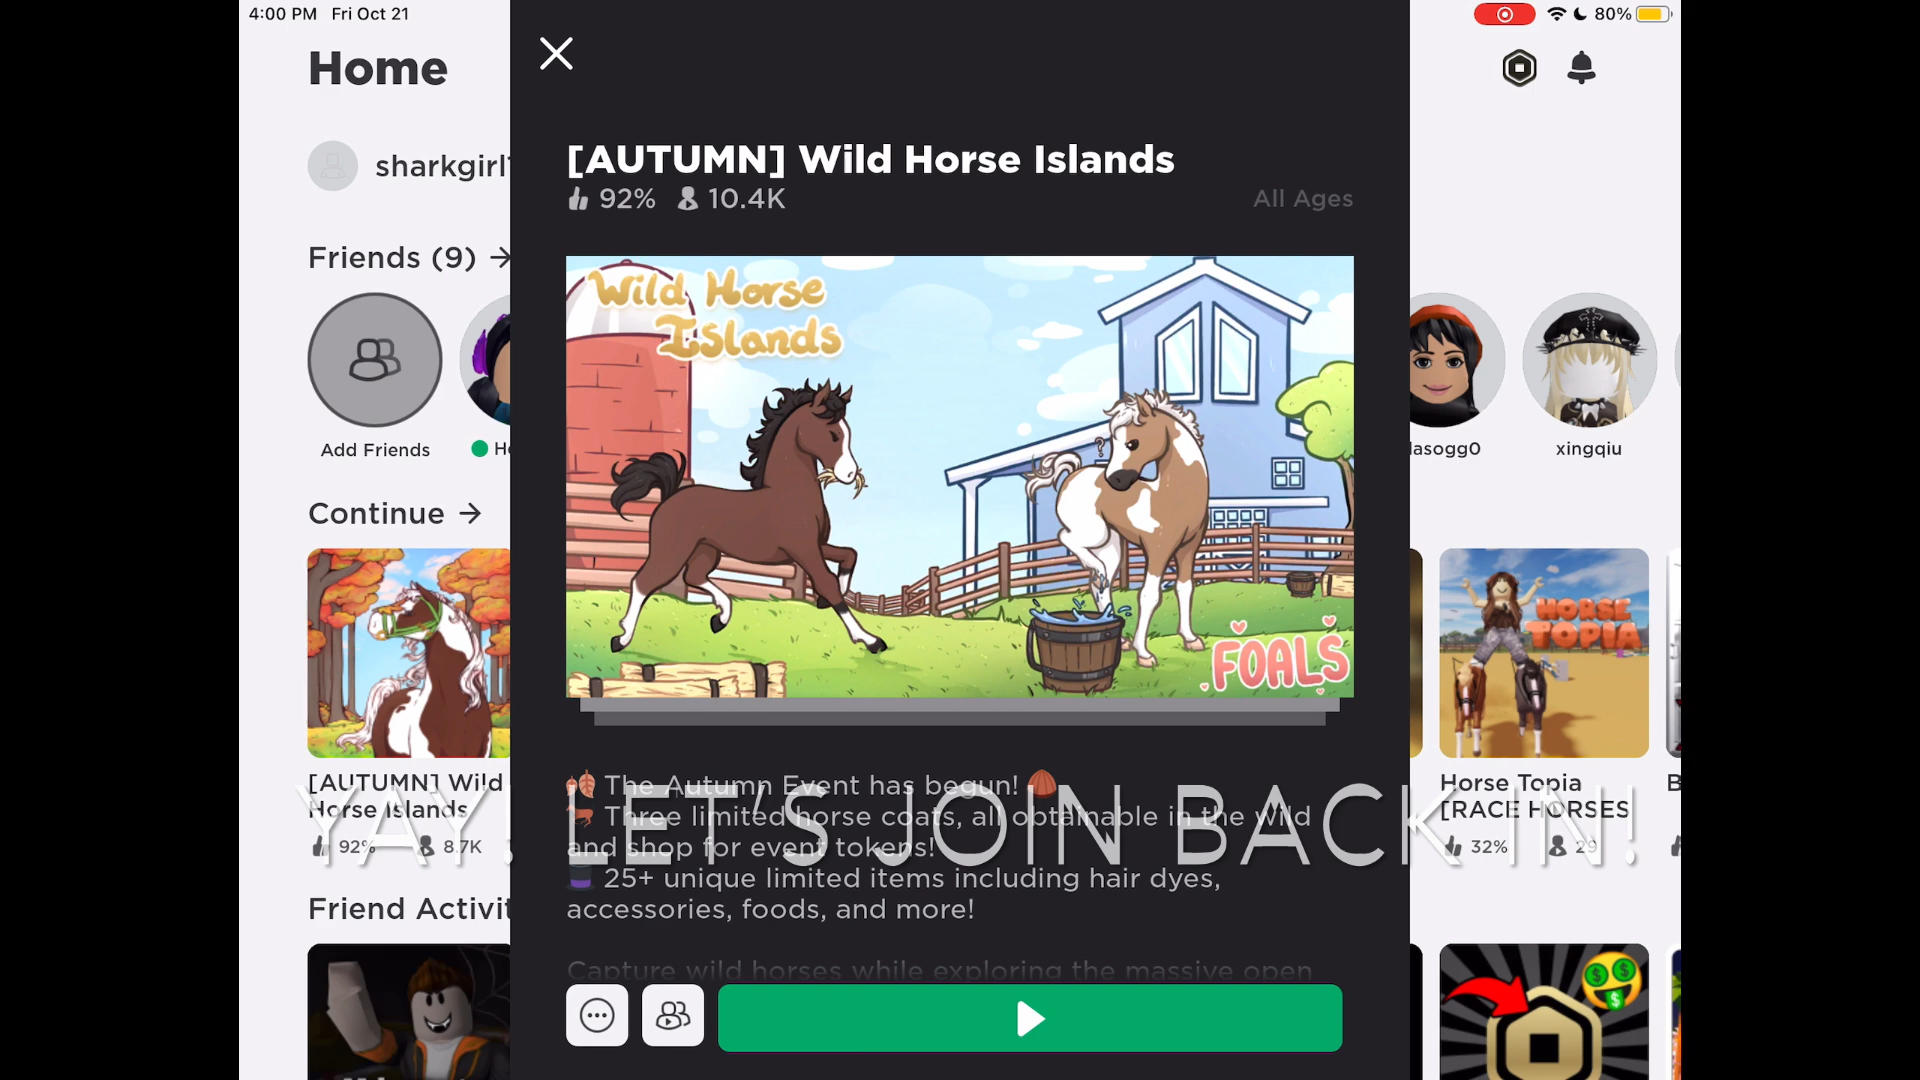 4:00 PM Fri Oct 21
80%
Home
[AUTUMN] Wild Horse Islands
92% 10.4K
All Ages
sharkgirl
Friends (9)
Add Friends
lasogg0
xingqiu
Wild Horse
Islands
?
FOALS
Continue
[AUTUMN] Wild
Horse Islands
92% 8.7K
HORSE
TOPIA
Horse Topia
[RACE HORSES
32% 29
B
The Autumn Event has begun!
Three limited horse coats, all obtainable in the wild
and shop for event tokens!
25+ unique limited items including hair dyes,
accessories, foods, and more!
Capture wild horses while exploring the massive open
YAY! LET'S JOIN BACK IN!
Friend Activit